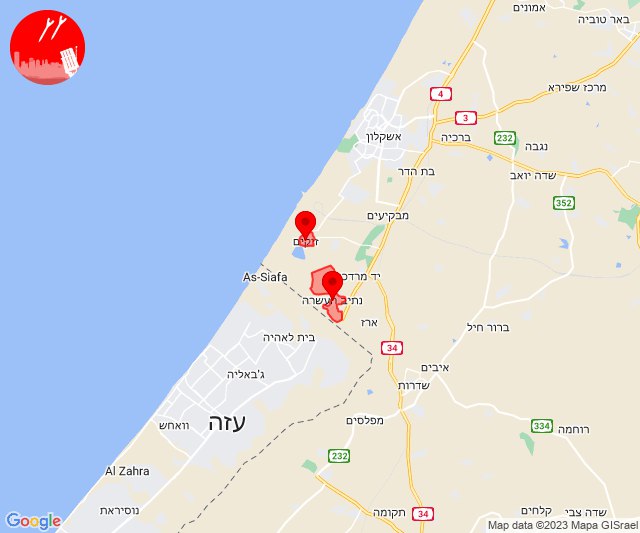 אמונים
באר טוביה
4
מרכז שפירא
3
אשקלון
ברכיה
232
נגבה
בת הדר
שדה יואב
352
מבקיעים
זיקים
As-Siafa
יד מרדכי
נתיב העשרה
ארז
ברור חיל
בית לאהיה
34
ג'באליה
איבים
שדרות
עזה
וואחש
מפלסים
334
רוחמה
232
Al Zahra
נוסיראת
34
תקומה
קלחים
שדה צבי
Google
Map data ©2023 Mapa GISrael